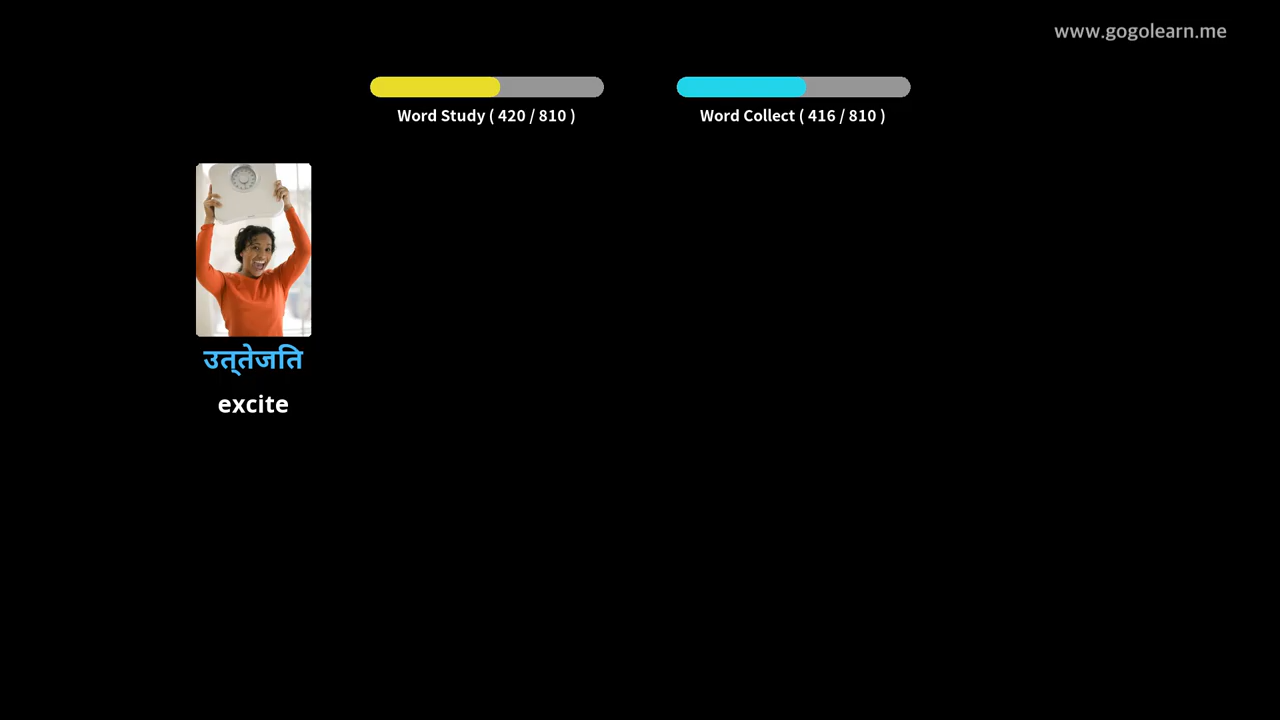 www.gogolearn.me
Word Study ( 420 / 810 )
Word Collect ( 416 / 810 )
उत्‌तेजति
excite